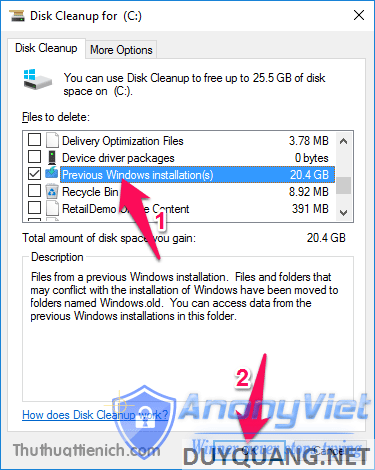 Disk Cleanup for (C:)
Disk Cleanup
More Options
You can use Disk Cleanup to free up to 25.5 GB of disk
space on (C:).
Files to delete:
Delivery Optimization Files 3.78 MB
Device driver packages 0 bytes
Previous Windows installation(s) 20.4 GB
Recycle Bin 8.92 MB
RetailDemo Content 391 MB
Total amount of disk space you gain: 20.4 GB
1
Description
Files from a previous Windows installation. Files and folders that
may conflict with the installation of Windows have been moved to
folders named Windows.old. You can access data from the
previous Windows installations in this folder.
2
How does Disk Cleanup work?
AnonyViet
Thuthuattienich.com
Winner never stop trying
Cancel
DUYQUANG.NET